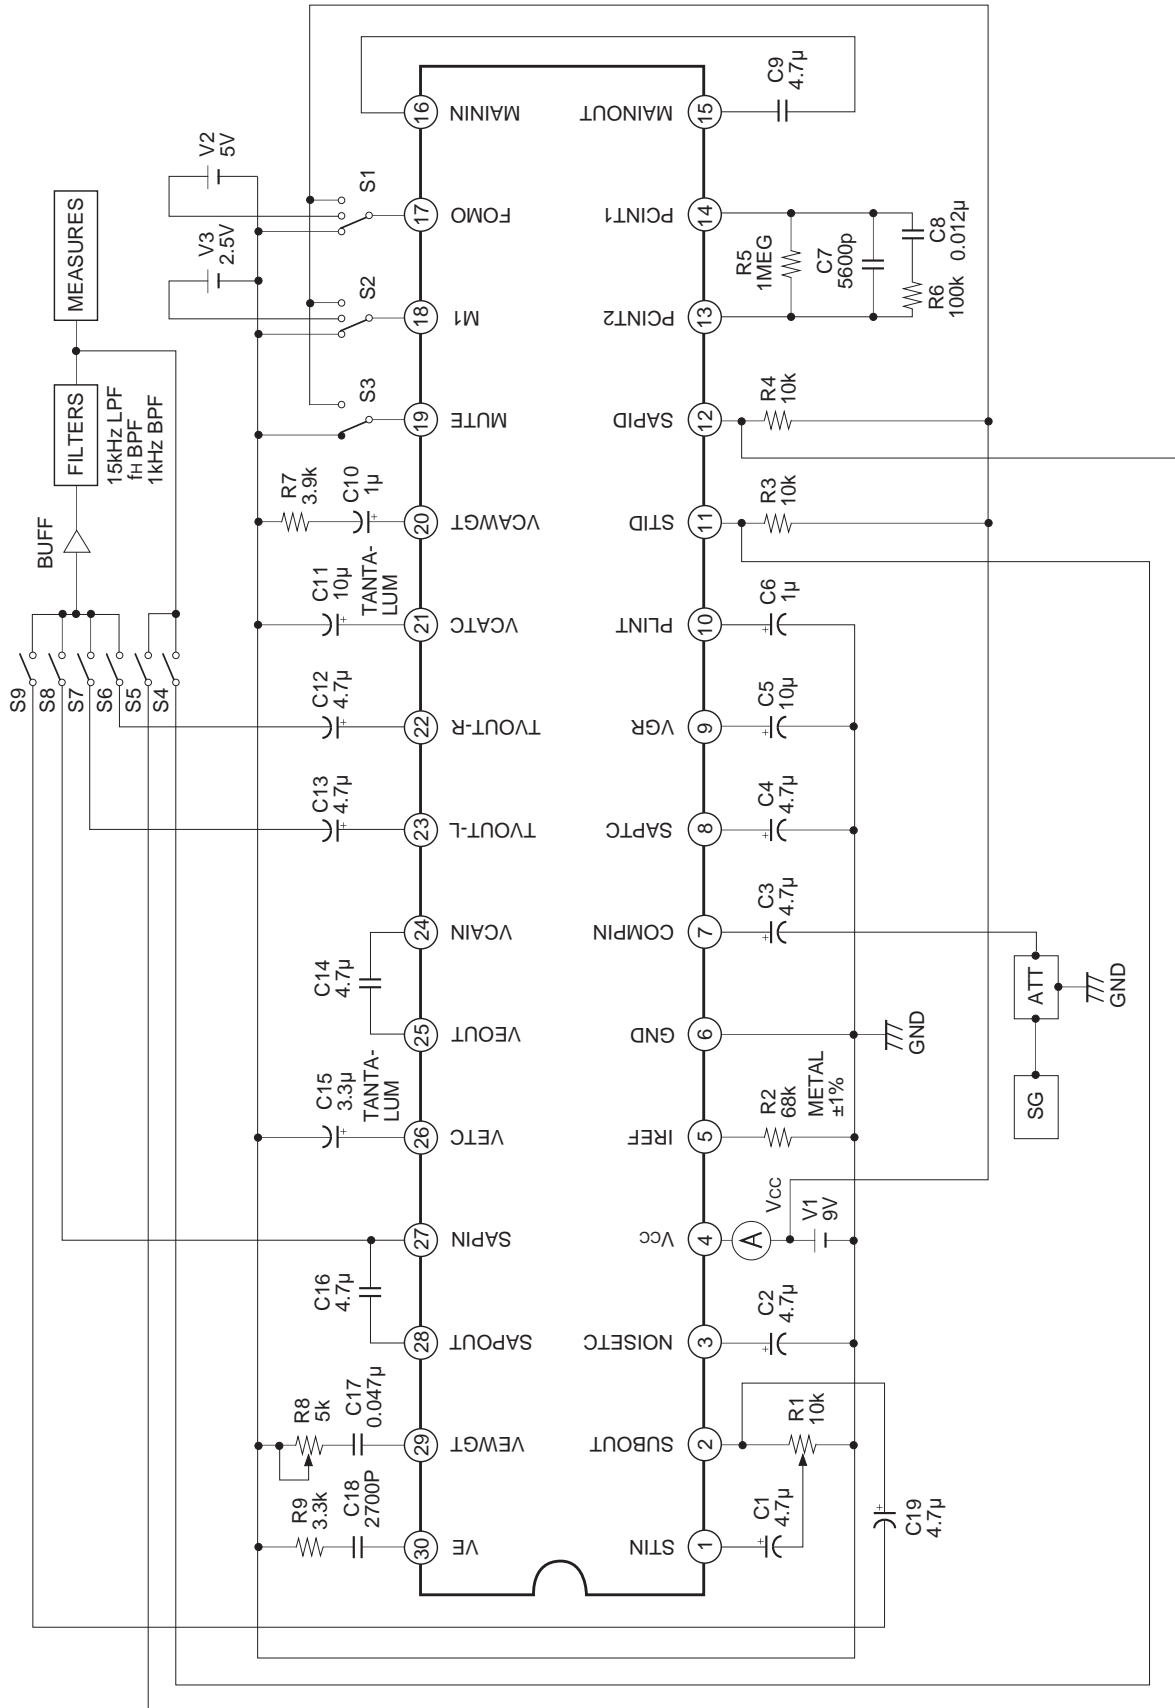 MEASURES
FILTERS
15kHz LPF
fH BPF
1kHz BPF
BUFF
S9
S8
S7
S6
S5
S4
V2
5V
V3
2.5V
S1
S2
S3
R7
3.9k
C10
1µ
C11
10µ
TANTA-
LUM
C12
4.7µ
C13
4.7µ
C14
4.7µ
C15
3.3µ
TANTA-
LUM
C16
4.7µ
R8
5k
C17
0.047µ
R9
3.3k
C18
2700P
16
MAININ
17
FOMO
18
M1
19
MUTE
20
VCAWGT
21
VCATC
22
TVOUT-R
23
TVOUT-L
24
VCAIN
25
VEOUT
26
VETC
27
SAPIN
28
SAPOUT
29
VEWGT
30
VE
MAINOUT
15
PCINT1
14
PCINT2
13
SAPID
12
STID
11
PLINT
10
VGR
9
SAPTC
8
COMPIN
7
GND
6
IREF
5
VCC
4
NOISETC
3
SUBOUT
2
STIN
1
C9
4.7µ
R5
1MEG
C7
5600p
C8
0.012µ
R6
100k
R4
10k
R3
10k
C6
1µ
C5
10µ
C4
4.7µ
C3
4.7µ
ATT
GND
SG
GND
R2
68k
METAL
±1%
A
VCC
V1
9V
C2
4.7µ
R1
10k
C1
4.7µ
C19
4.7µ